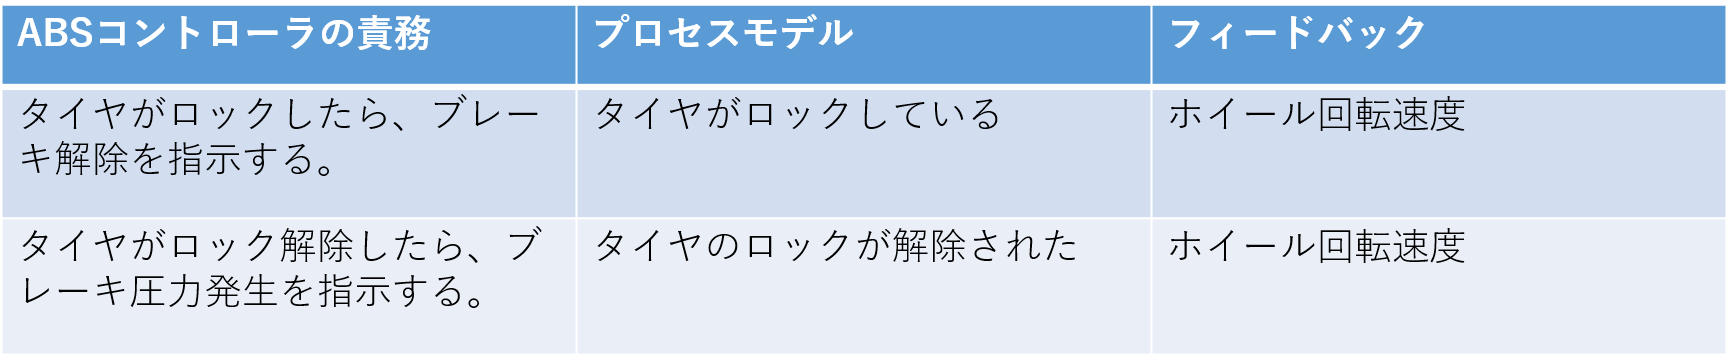 ABSコントローラの責務
プロセスモデル
フィードバック
タイヤがロックしたら、ブレー
キ解除を指示する。
タイヤがロックしている
ホイール回転速度
タイヤがロック解除したら、ブ
レーキ圧力発生を指示する。
タイヤのロックが解除された
ホイール回転速度